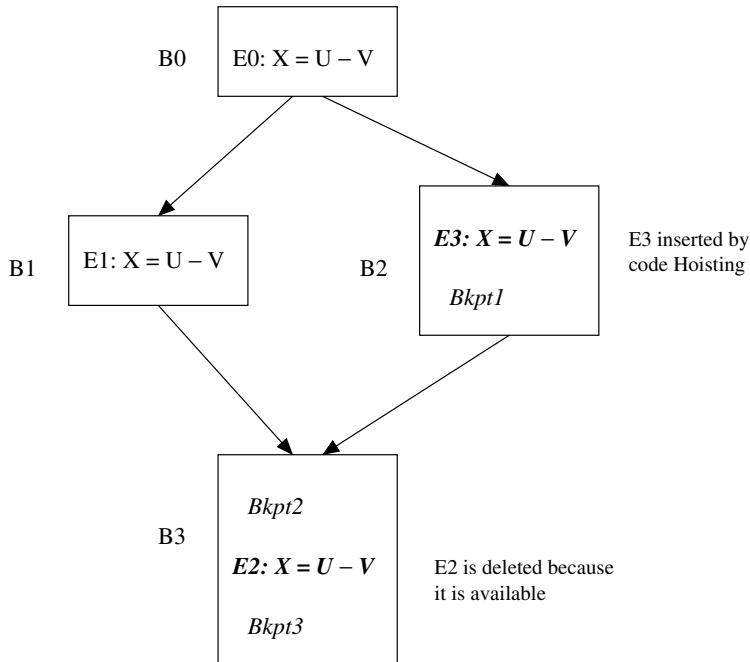 B0
E0: X = U – V
B1
E1: X = U – V
B2
E3: X = U – V
Bkpt1
E3 inserted by
code Hoisting
B3
Bkpt2
E2: X = U – V
Bkpt3
E2 is deleted because
it is available